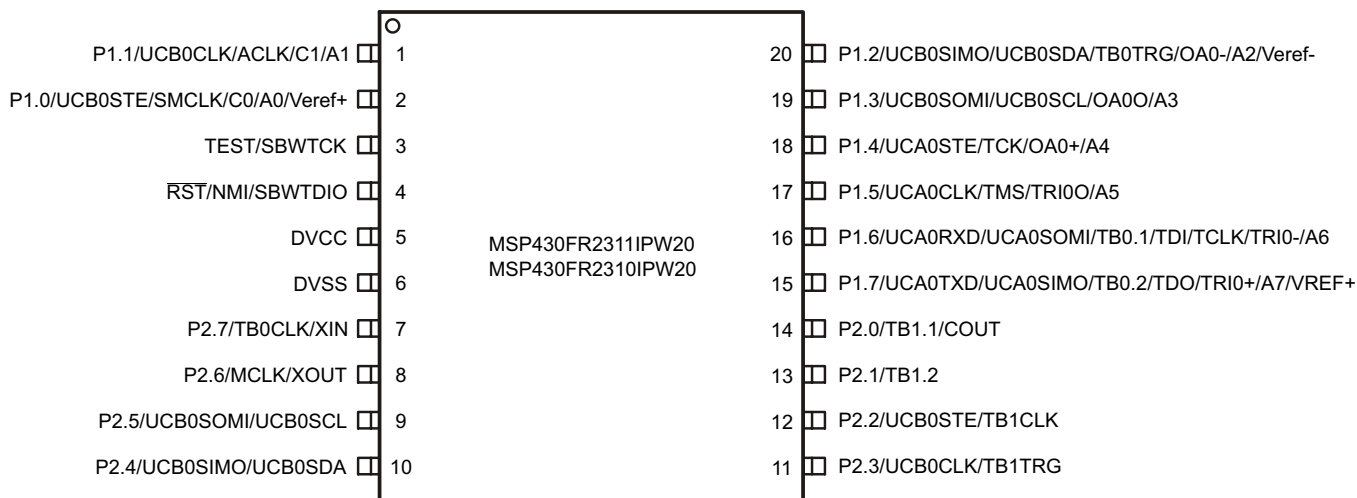 P1.1/UCB0CLK/ACLK/C1/A1 1
P1.0/UCB0STE/SMCLK/C0/A0/Veref+ 2
TEST/SBWTCK 3
R̅S̅T̅/NMI/SBWTDIO 4
DVCC 5
DVSS 6
P2.7/TB0CLK/XIN 7
P2.6/MCLK/XOUT 8
P2.5/UCB0SOMI/UCB0SCL 9
P2.4/UCB0SIMO/UCB0SDA 10
MSP430FR2311IPW20
MSP430FR2310IPW20
20 P1.2/UCB0SIMO/UCB0SDA/TB0TRG/OA0-/A2/Veref-
19 P1.3/UCB0SOMI/UCB0SCL/OA0O/A3
18 P1.4/UCA0STE/TCK/OA0+/A4
17 P1.5/UCA0CLK/TMS/TRI0O/A5
16 P1.6/UCA0RXD/UCA0SOMI/TB0.1/TDI/TCLK/TRI0-/A6
15 P1.7/UCA0TXD/UCA0SIMO/TB0.2/TDO/TRI0+/A7/VREF+
14 P2.0/TB1.1/COUT
13 P2.1/TB1.2
12 P2.2/UCB0STE/TB1CLK
11 P2.3/UCB0CLK/TB1TRG